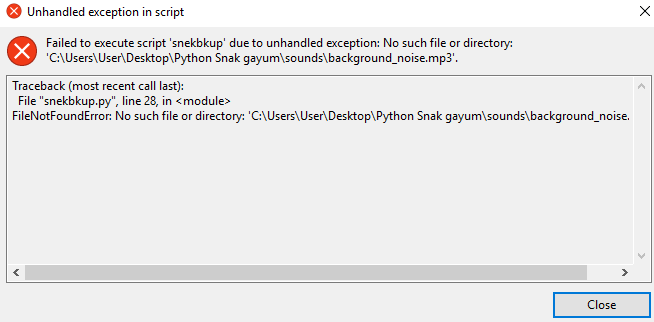 Unhandled exception in script
Failed to execute script 'snekbkup' due to unhandled exception: No such file or directory:
'C:\Users\User\Desktop\Python Snak gayum\sounds\background_noise.mp3'.
Traceback (most recent call last):
File "snekbkup.py", line 28, in <module>
FileNotFoundError: No such file or directory: 'C:\Users\User\Desktop\Python Snak gayum\sounds\background_noise.
Close